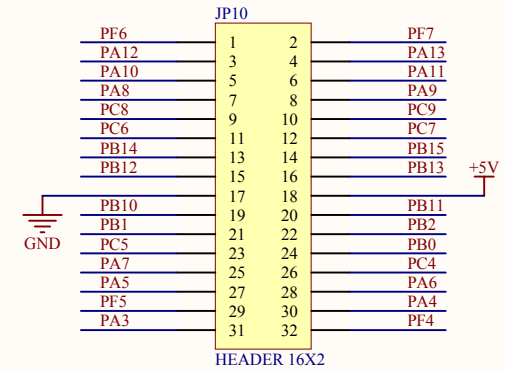 JP10
PF6 1 2 PF7
PA12 3 4 PA13
PA10 5 6 PA11
PA8 7 8 PA9
PC8 9 10 PC9
PC6 11 12 PC7
PB14 13 14 PB15
PB12 15 16 PB13
+5V
17 18
PB10 19 20 PB11
GND
PB1 21 22 PB2
PC5 23 24 PB0
PA7 25 26 PC4
PA5 27 28 PA6
PF5 29 30 PA4
PA3 31 32 PF4
HEADER 16X2